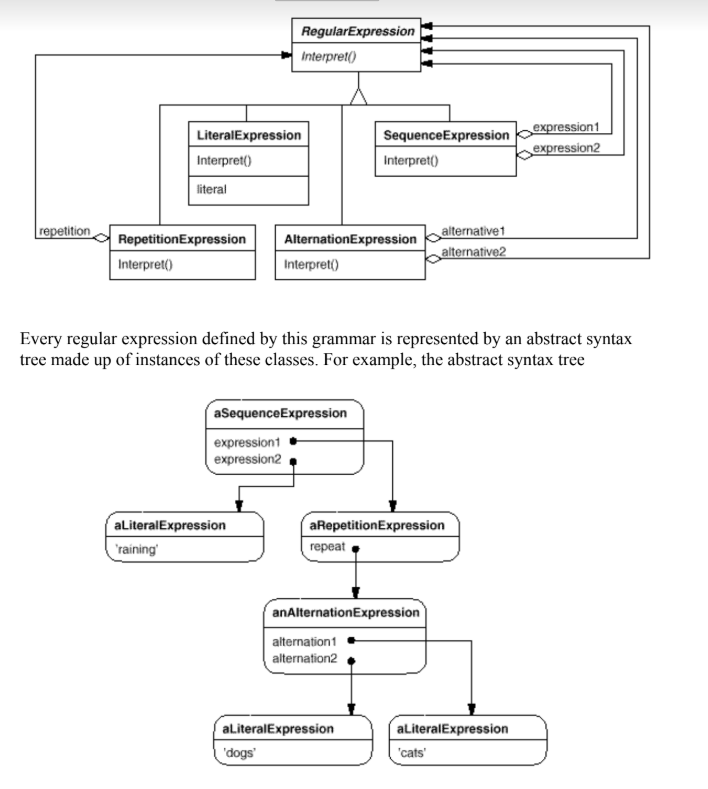 RegularExpression
Interpret()
LiteralExpression
Interpret()
literal
SequenceExpression
Interpret()
expression1
expression2
repetition
RepetitionExpression
Interpret()
AlternationExpression
Interpret()
alternative1
alternative2
Every regular expression defined by this grammar is represented by an abstract syntax
tree made up of instances of these classes. For example, the abstract syntax tree
aSequenceExpression
expression1
expression2
aLiteralExpression
'raining'
aRepetitionExpression
repeat
anAlternationExpression
alternation1
alternation2
aLiteralExpression
'dogs'
aLiteralExpression
'cats'